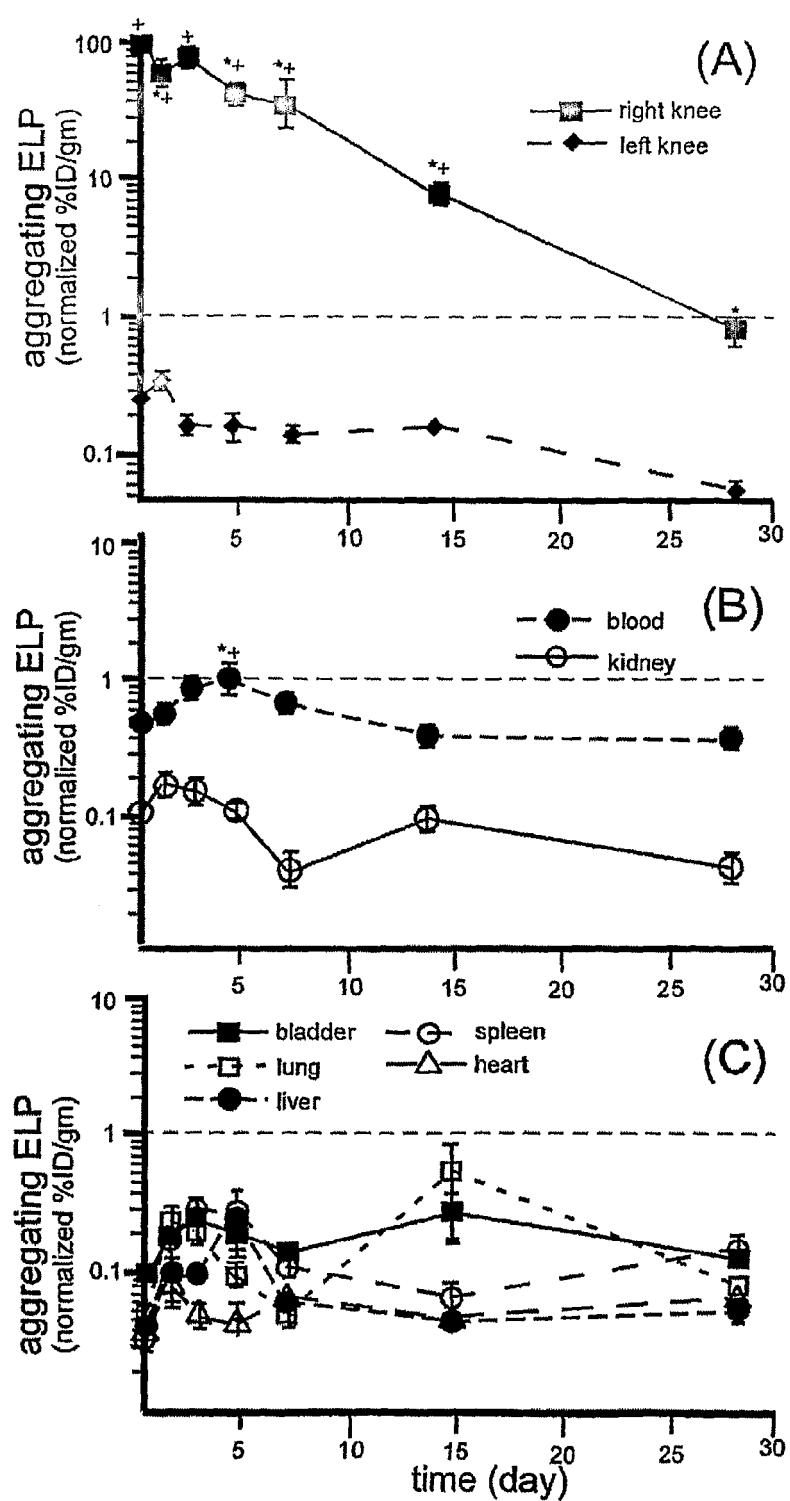 +
100
+
*+
*+
*+
(A)
right knee
left knee
*+
10
*
1
0.1
aggregating ELP
(normalized %ID/gm)
5 10 15 20 25 30
10
(B)
blood
kidney
*+
1
0.1
aggregating ELP
(normalized %ID/gm)
5 10 15 20 25 30
10
bladder spleen
lung heart
liver
(C)
1
0.1
aggregating ELP
(normalized %ID/gm)
5 10 15 20 25 30
time (day)